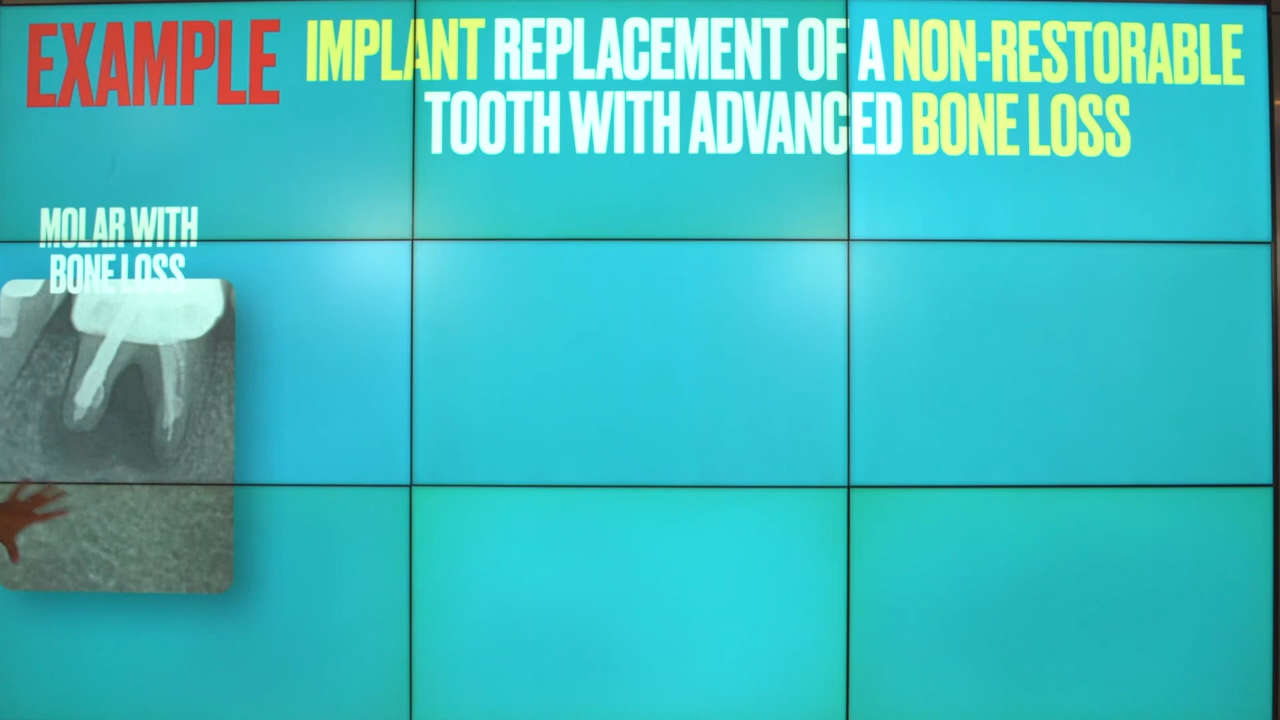 EXAMPLE IMPLANT REPLACEMENT OF A NON-RESTORABLE
TOOTH WITH ADVANCED BONE LOSS
MOLAR WITH
BONE LOSS